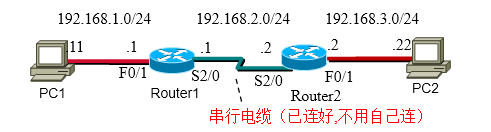 192.168.1.0/24 192.168.2.0/24 192.168.3.0/24
11 .1 .1 .2 .2 .22
F0/1 S2/0 S2/0 F0/1
PC1 Router1 Router2 PC2
串行电缆（已连好,不用自己连）